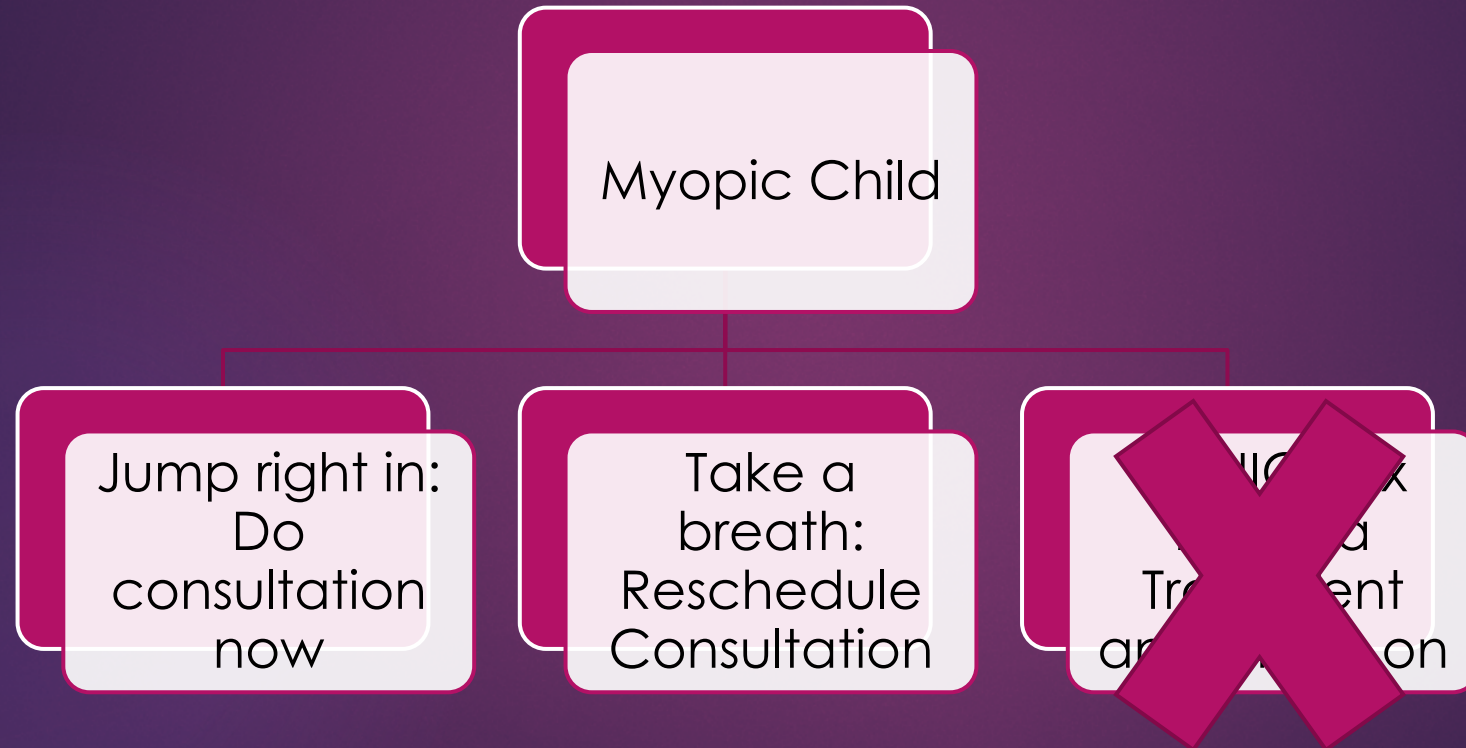 Myopic Child
Jump right in:
Do
consultation
now
Take a
breath:
Reschedule
Consultation